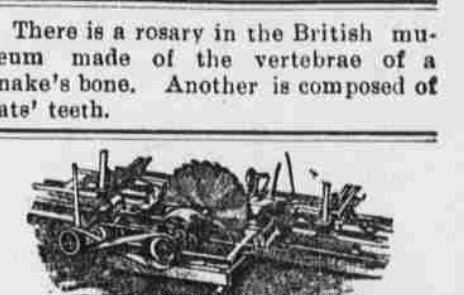 There is a rosary in the British mu-
eum made of the vertebrae of a
nake's bone. Another is composed of
ats' teeth.